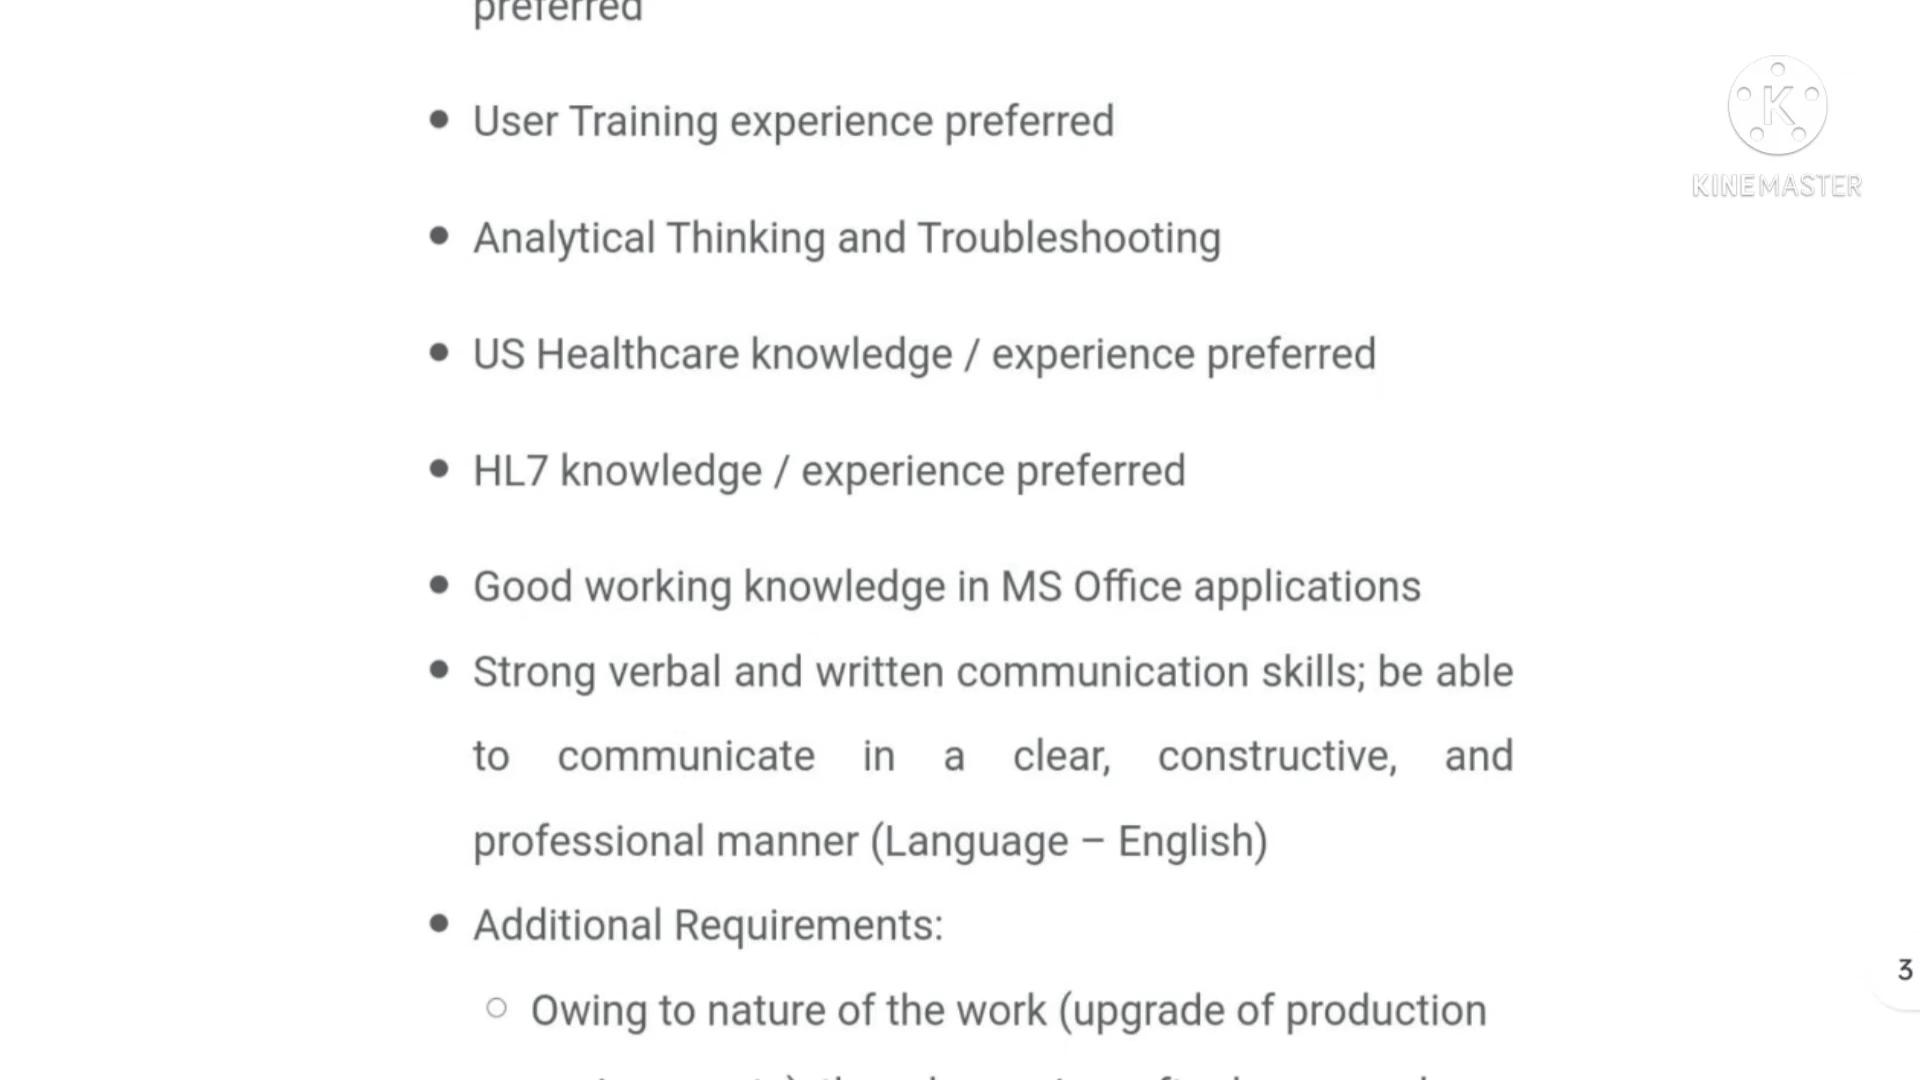 preferred
KINEMASTER
• User Training experience preferred
• Analytical Thinking and Troubleshooting
• US Healthcare knowledge / experience preferred
• HL7 knowledge / experience preferred
• Good working knowledge in MS Office applications
• Strong verbal and written communication skills; be able
to communicate in a clear, constructive, and
professional manner (Language – English)
• Additional Requirements:
3
○ Owing to nature of the work (upgrade of production